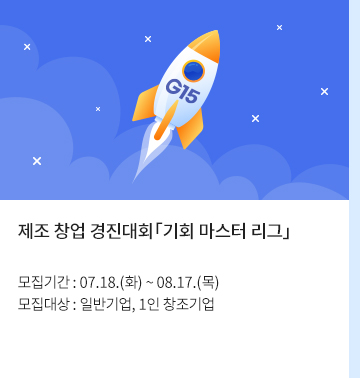 G15
제조 창업 경진대회「기회 마스터 리그」
모집기간 : 07.18.(화) ~ 08.17.(목)
모집대상 : 일반기업, 1인 창조기업